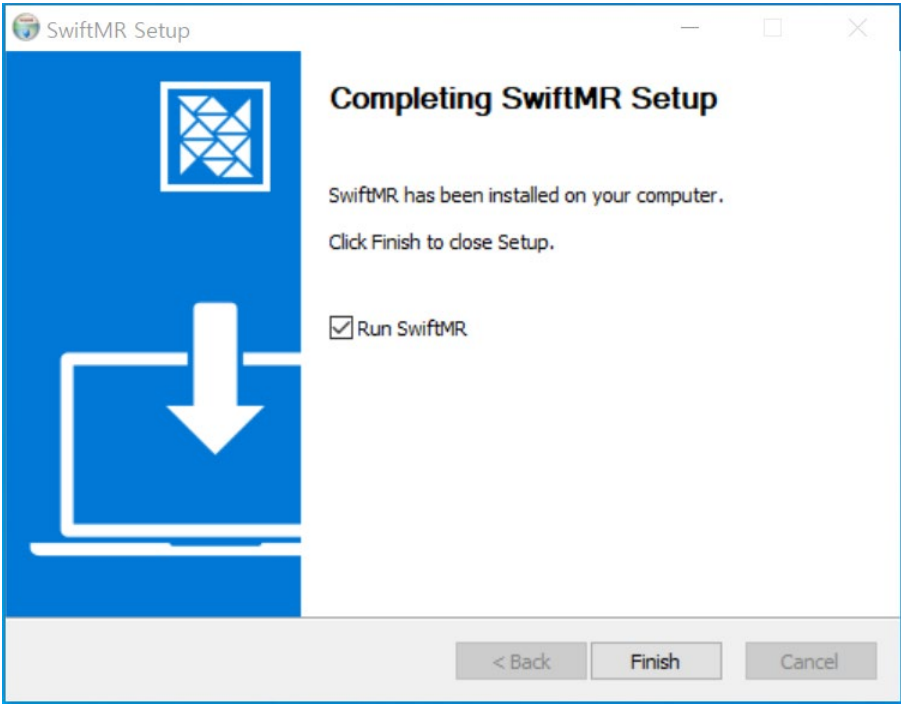 SwiftMR Setup
Completing SwiftMR Setup
SwiftMR has been installed on your computer.
Click Finish to close Setup.
Run SwiftMR
< Back
Finish
Cancel